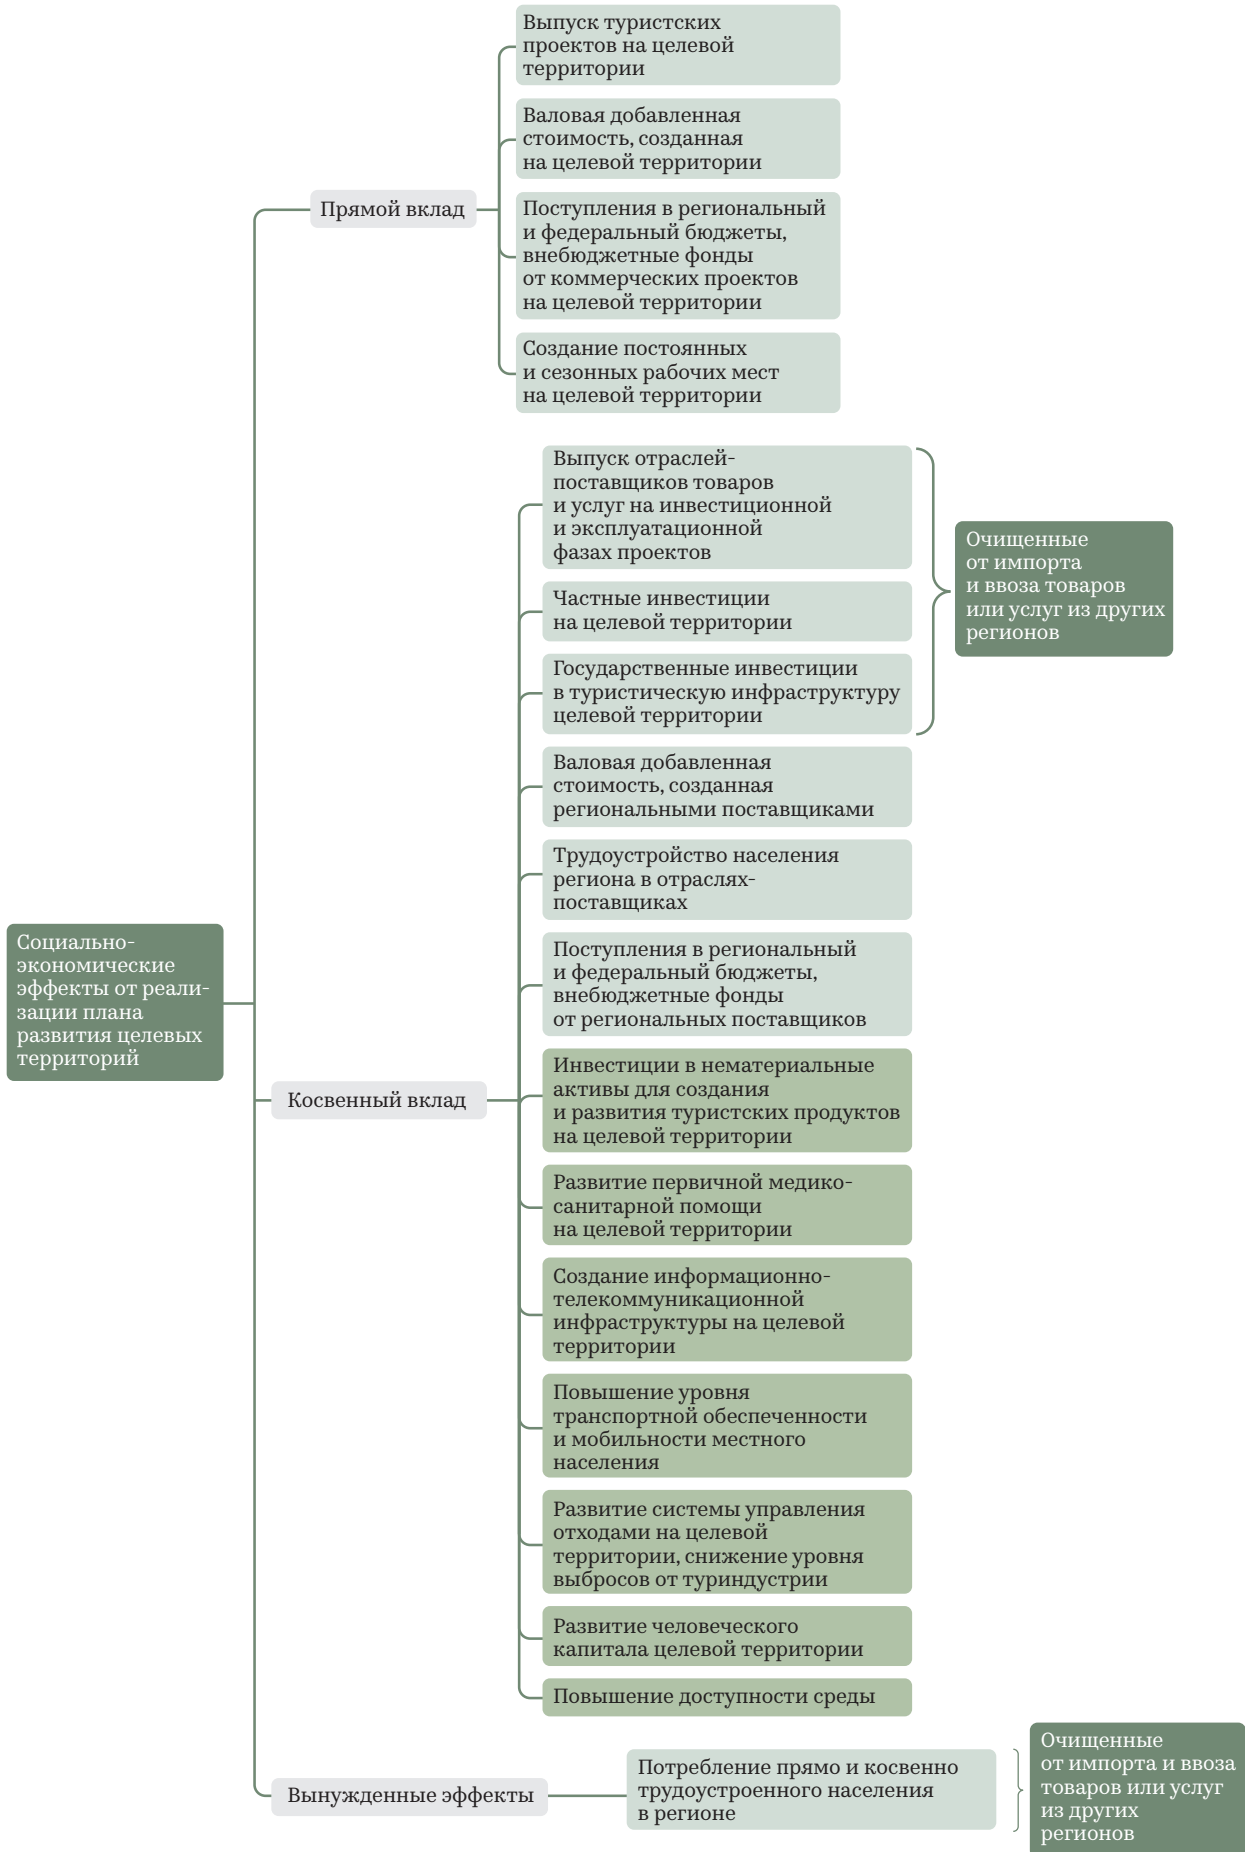 Социально-
экономические
эффекты от реали-
зации плана
развития целевых
территорий
Прямой вклад
Выпуск туристских
проектов на целевой
территории
Валовая добавленная
стоимость, созданная
на целевой территории
Поступления в региональный
и федеральный бюджеты,
внебюджетные фонды
от коммерческих проектов
на целевой территории
Создание постоянных
и сезонных рабочих мест
на целевой территории
Косвенный вклад
Выпуск отраслей-
поставщиков товаров
и услуг на инвестиционной
и эксплуатационной
фазах проектов
Частные инвестиции
на целевой территории
Государственные инвестиции
в туристическую инфраструктуру
целевой территории
Очищенные
от импорта
и ввоза товаров
или услуг из других
регионов
Валовая добавленная
стоимость, созданная
региональными поставщиками
Трудоустройство населения
региона в отраслях-
поставщиках
Поступления в региональный
и федеральный бюджеты,
внебюджетные фонды
от региональных поставщиков
Инвестиции в нематериальные
активы для создания
и развития туристских продуктов
на целевой территории
Развитие первичной медико-
санитарной помощи
на целевой территории
Создание информационно-
телекоммуникационной
инфраструктуры на целевой
территории
Повышение уровня
транспортной обеспеченности
и мобильности местного
населения
Развитие системы управления
отходами на целевой
территории, снижение уровня
выбросов от туриндустрии
Развитие человеческого
капитала целевой территории
Повышение доступности среды
Вынужденные эффекты
Потребление прямо и косвенно
трудоустроенного населения
в регионе
Очищенные
от импорта и ввоза
товаров или услуг
из других
регионов